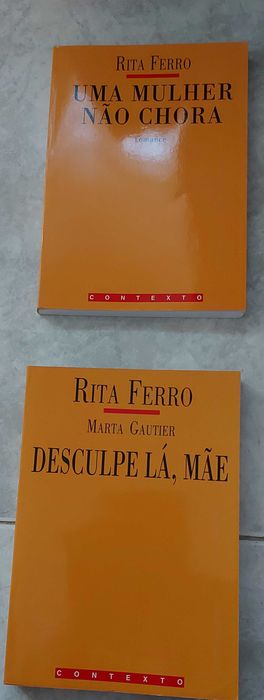 RITA FERRO
UMA MULHER
NÃO CHORA
romance
CONTEXTO
RITA FERRO
MARTA GAUTIER
DESCULPE LÁ, MÃE
CONTEXTO